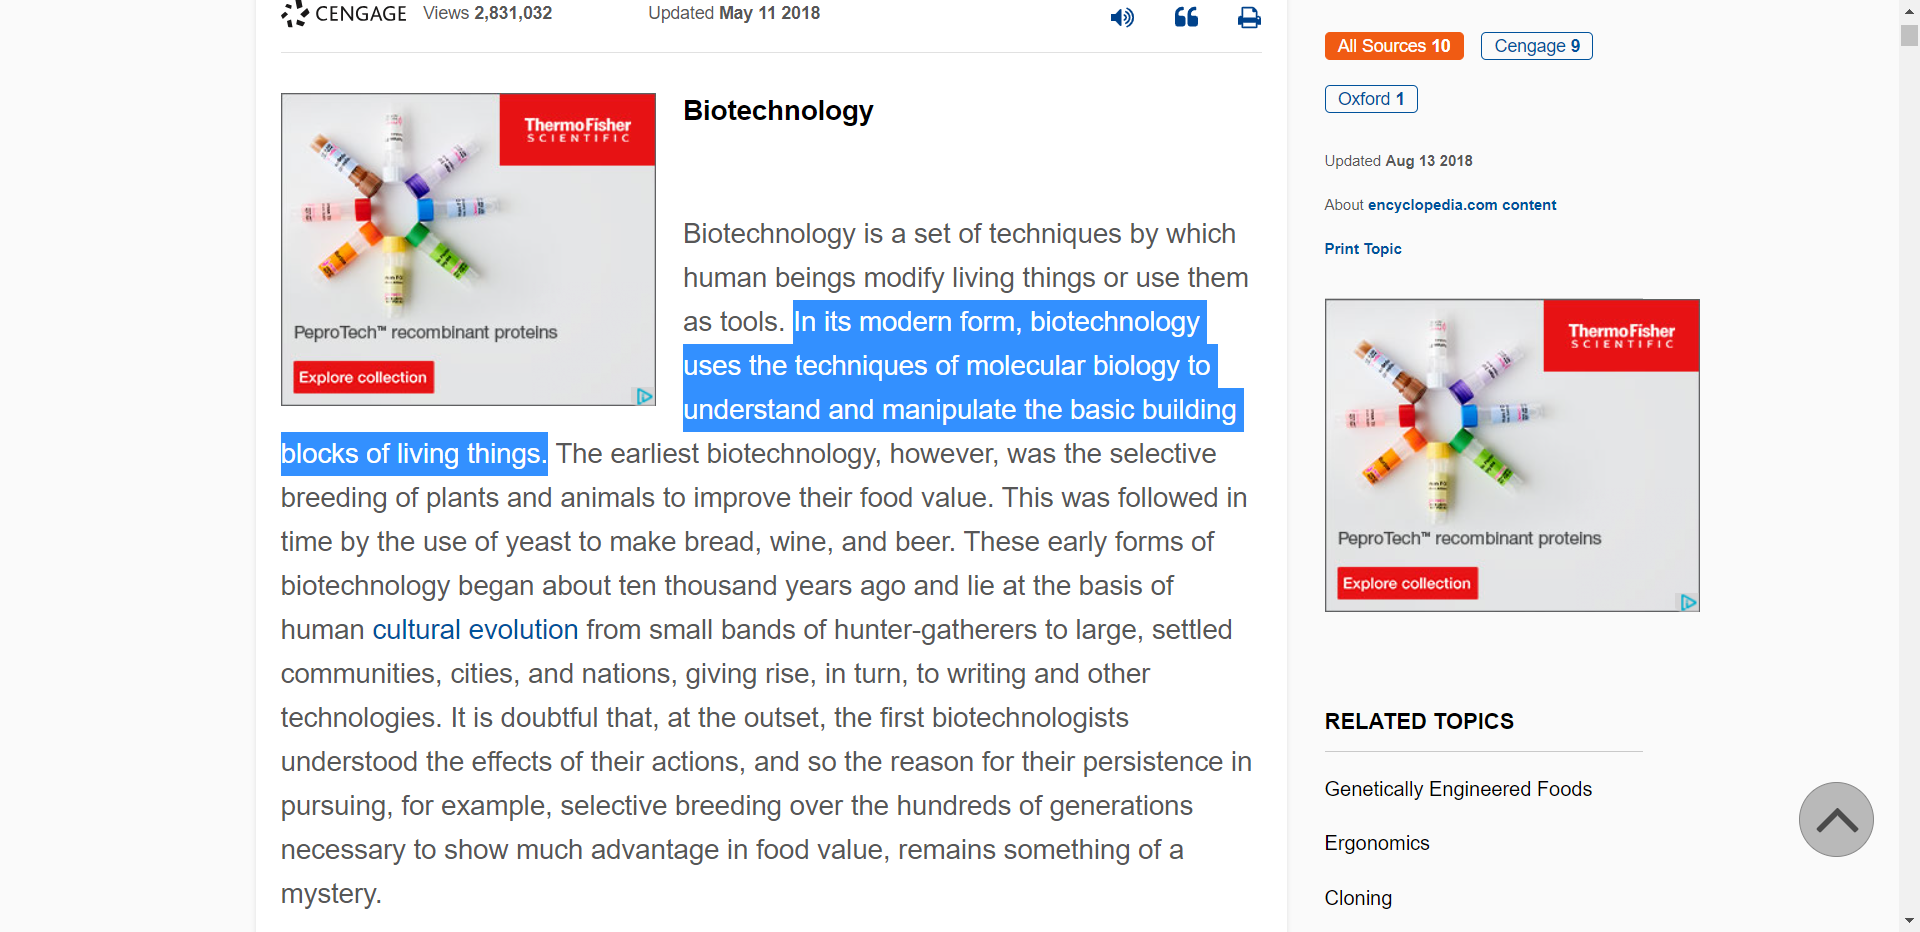 CENGAGE Views 2,831,032 Updated May 11 2018
ThermoFisher
SCIENTIFIC
PeproTech™ recombinant proteins
Explore collection
Biotechnology
Biotechnology is a set of techniques by which
human beings modify living things or use them
as tools. In its modern form, biotechnology
uses the techniques of molecular biology to
understand and manipulate the basic building
blocks of living things. The earliest biotechnology, however, was the selective
breeding of plants and animals to improve their food value. This was followed in
time by the use of yeast to make bread, wine, and beer. These early forms of
biotechnology began about ten thousand years ago and lie at the basis of
human cultural evolution from small bands of hunter-gatherers to large, settled
communities, cities, and nations, giving rise, in turn, to writing and other
technologies. It is doubtful that, at the outset, the first biotechnologists
understood the effects of their actions, and so the reason for their persistence in
pursuing, for example, selective breeding over the hundreds of generations
necessary to show much advantage in food value, remains something of a
mystery.
All Sources 10 Cengage 9
Oxford 1
Updated Aug 13 2018
About encyclopedia.com content
Print Topic
ThermoFisher
SCIENTIFIC
PeproTech™ recombinant proteins
Explore collection
RELATED TOPICS
Genetically Engineered Foods
Ergonomics
Cloning